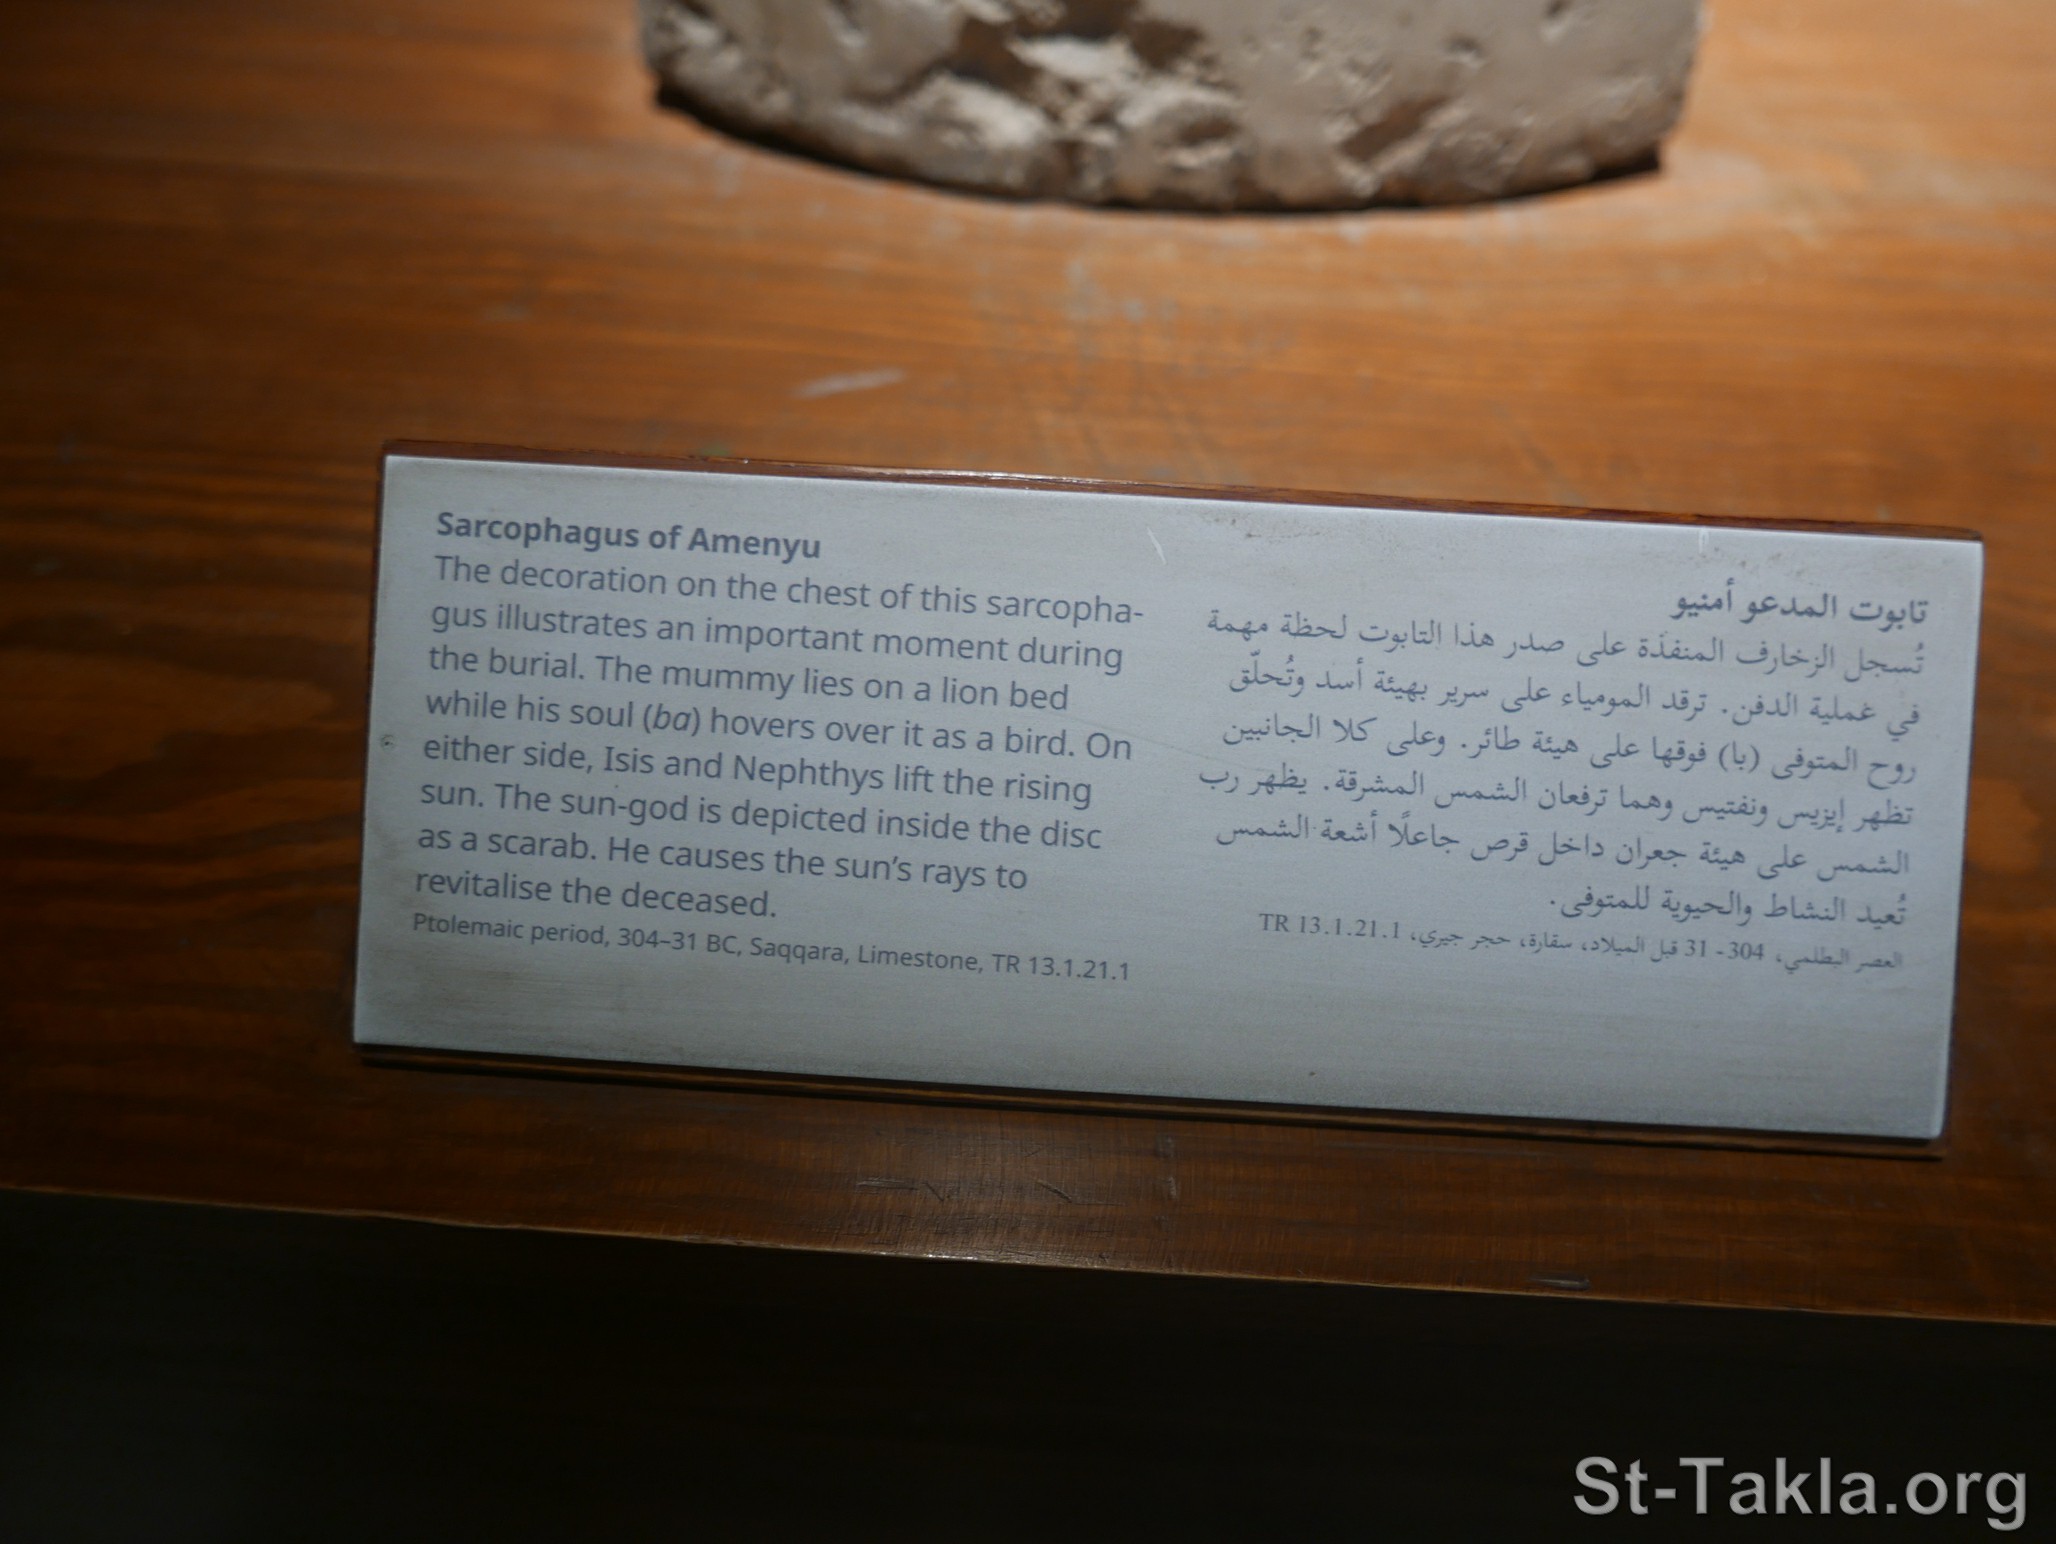 Sarcophagus of Amenyu
The decoration on the chest of this sarcopha-
gus illustrates an important moment during
the burial. The mummy lies on a lion bed
while his soul (ba) hovers over it as a bird. On
either side, Isis and Nephthys lift the rising
sun. The sun-god is depicted inside the disc
as a scarab. He causes the sun's rays to
revitalise the deceased.
Ptolemaic period, 304–31 BC, Saqqara, Limestone, TR 13.1.21.1
تابوت المدعو أمنيو
تُسجل الزخارف المنفذة على صدر هذا التابوت لحظة مهمة
في عملية الدفن. ترقد المومياء على سرير بهيئة أسد وتُحلّق
روح المتوفى (با) فوقها على هيئة طائر. وعلى كلا الجانبين
تظهر إيزيس ونفتيس وهما ترفعان الشمس المشرقة. يظهر رب
الشمس على هيئة جعران داخل قرص جاعلًا أشعة الشمس
تُعيد النشاط والحيوية للمتوفى.
العصر البطلمي، 304- 31 قبل الميلاد، سقارة، حجر جيري، TR 13.1.21.1
St-Takla.org